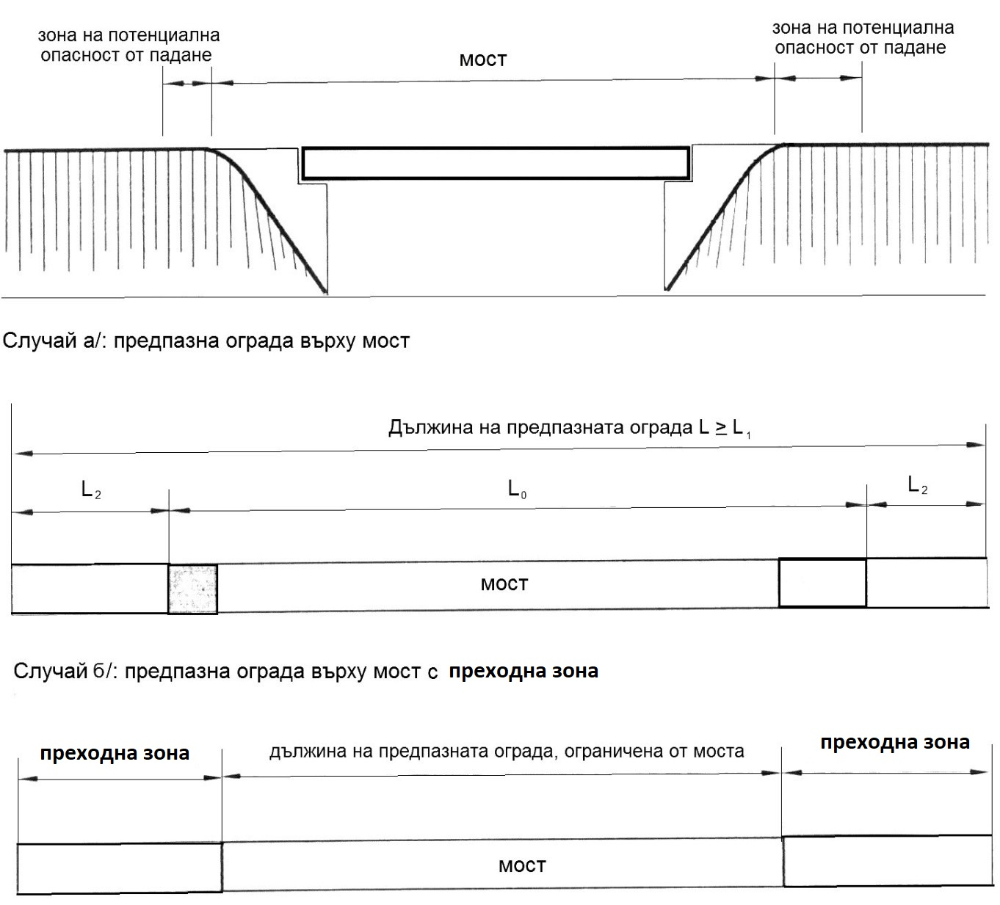 зона на потенциална
опасност от падане
мост
зона на потенциална
опасност от падане
Случай а/: предпазна ограда върху мост
Дължина на предпазната ограда L ≥ L₁
L₂
L₀
L₂
мост
Случай б/: предпазна ограда върху мост с преходна зона
преходна зона
дължина на предпазната ограда, ограничена от моста
преходна зона
мост